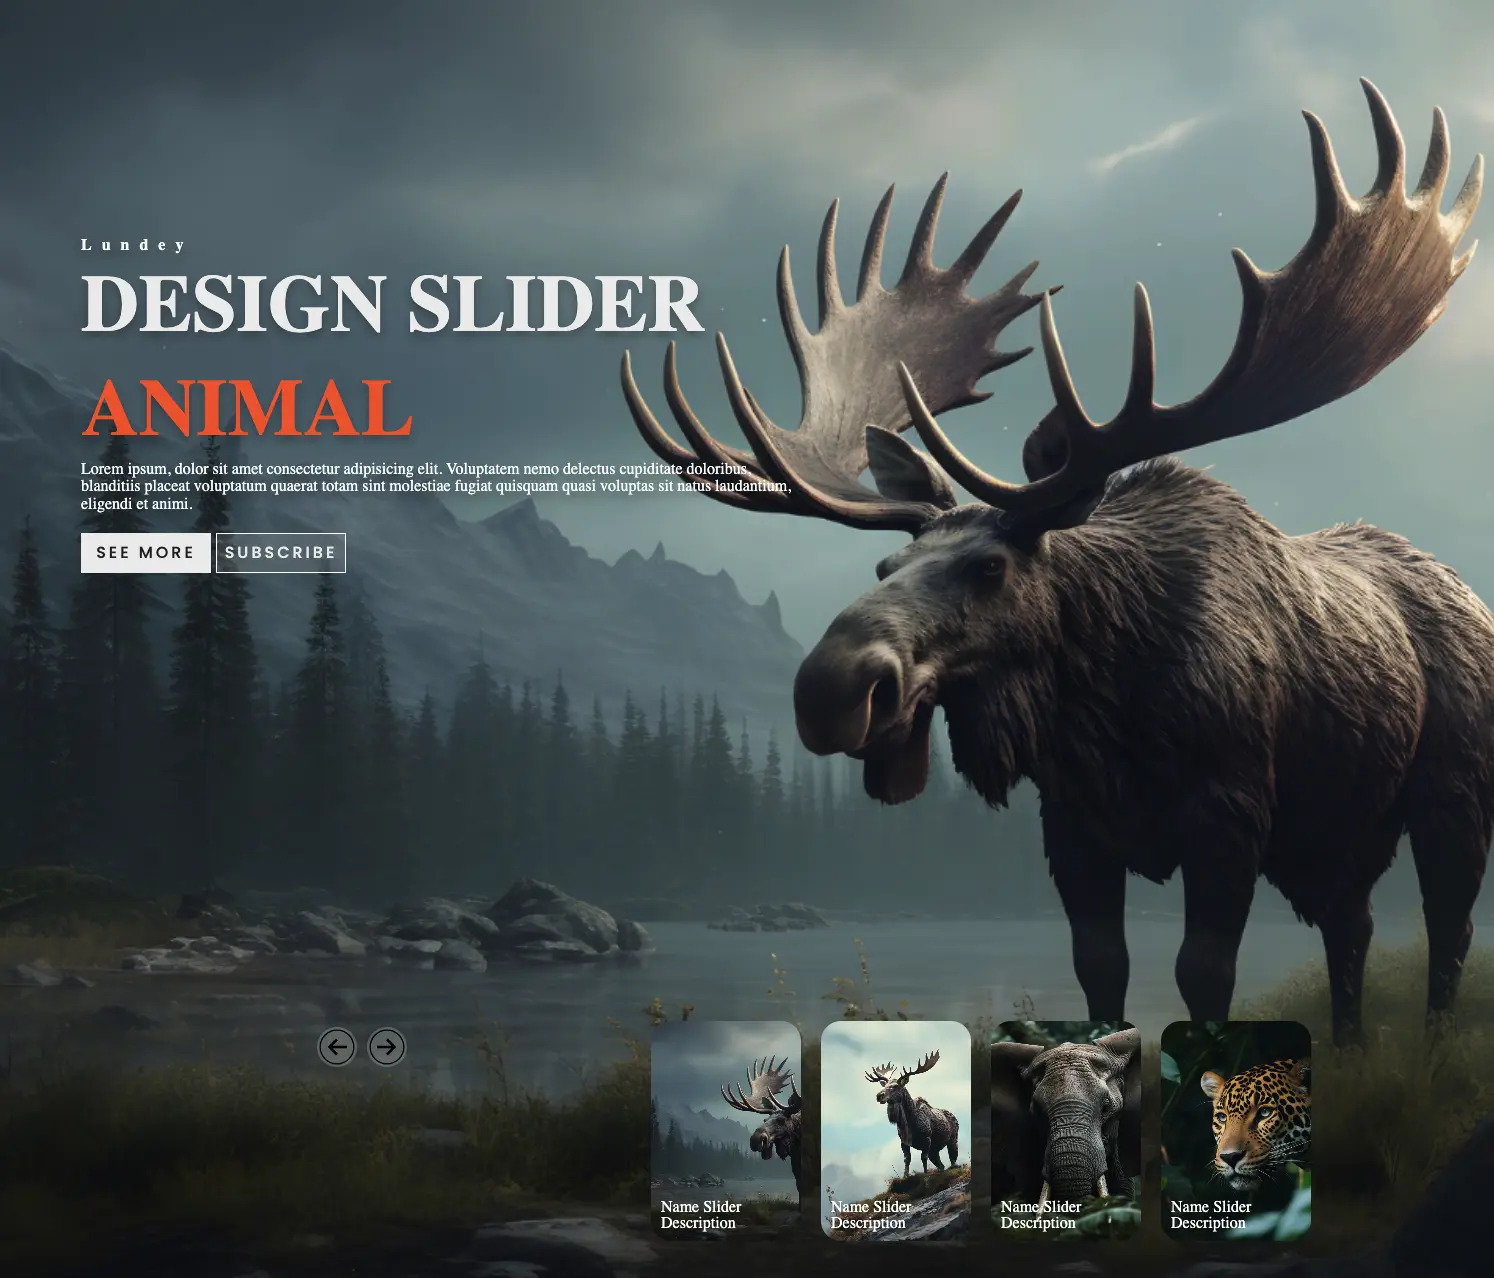 Lundey
DESIGN SLIDER
ANIMAL
Lorem ipsum, dolor sit amet consectetur adipisicing elit. Voluptatem nemo delectus cupiditate doloribus,
blanditiis placeat voluptatum quaerat totam sint molestiae fugiat quisquam quasi voluptas sit natus laudantium,
eligendi et animi.
SEE MORE SUBSCRIBE
Name Slider
Description
Name Slider
Description
Name Slider
Description
Name Slider
Description